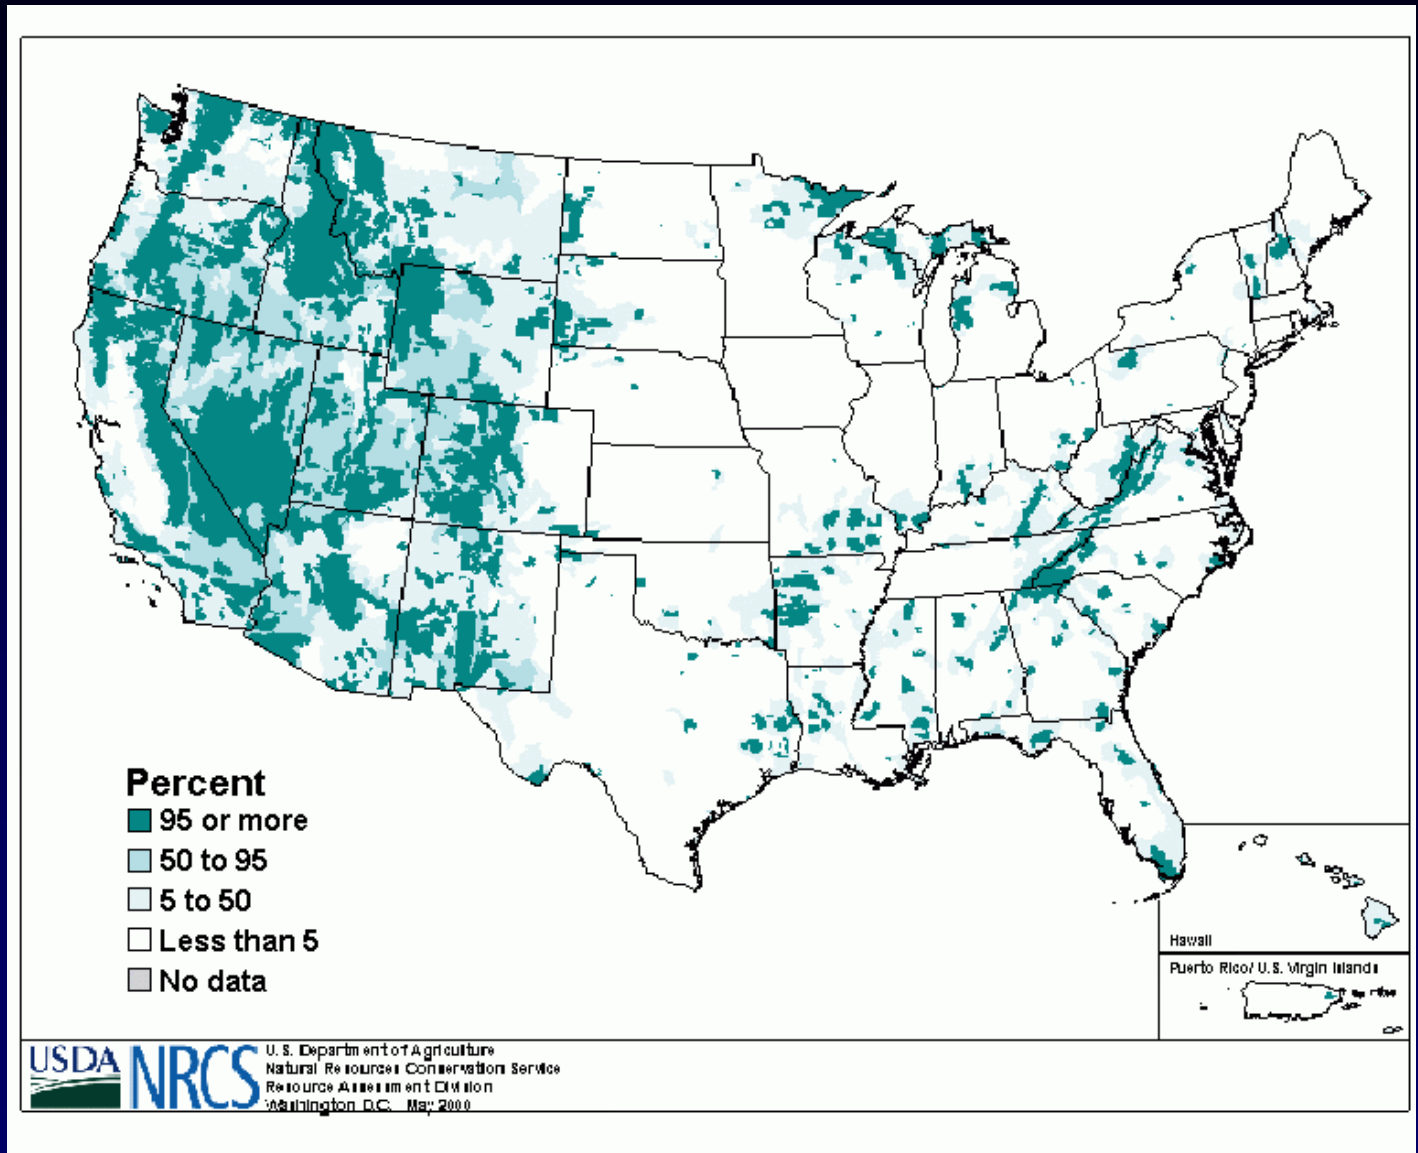 Percent
95 or more
50 to 95
5 to 50
Less than 5
No data
Hawaii
Puerto Rico/ U.S. Virgin Islands
USDA NRCS
U.S. Department of Agriculture
Natural Resources Conservation Service
Resource Assessment Division
Washington D.C. May 2000